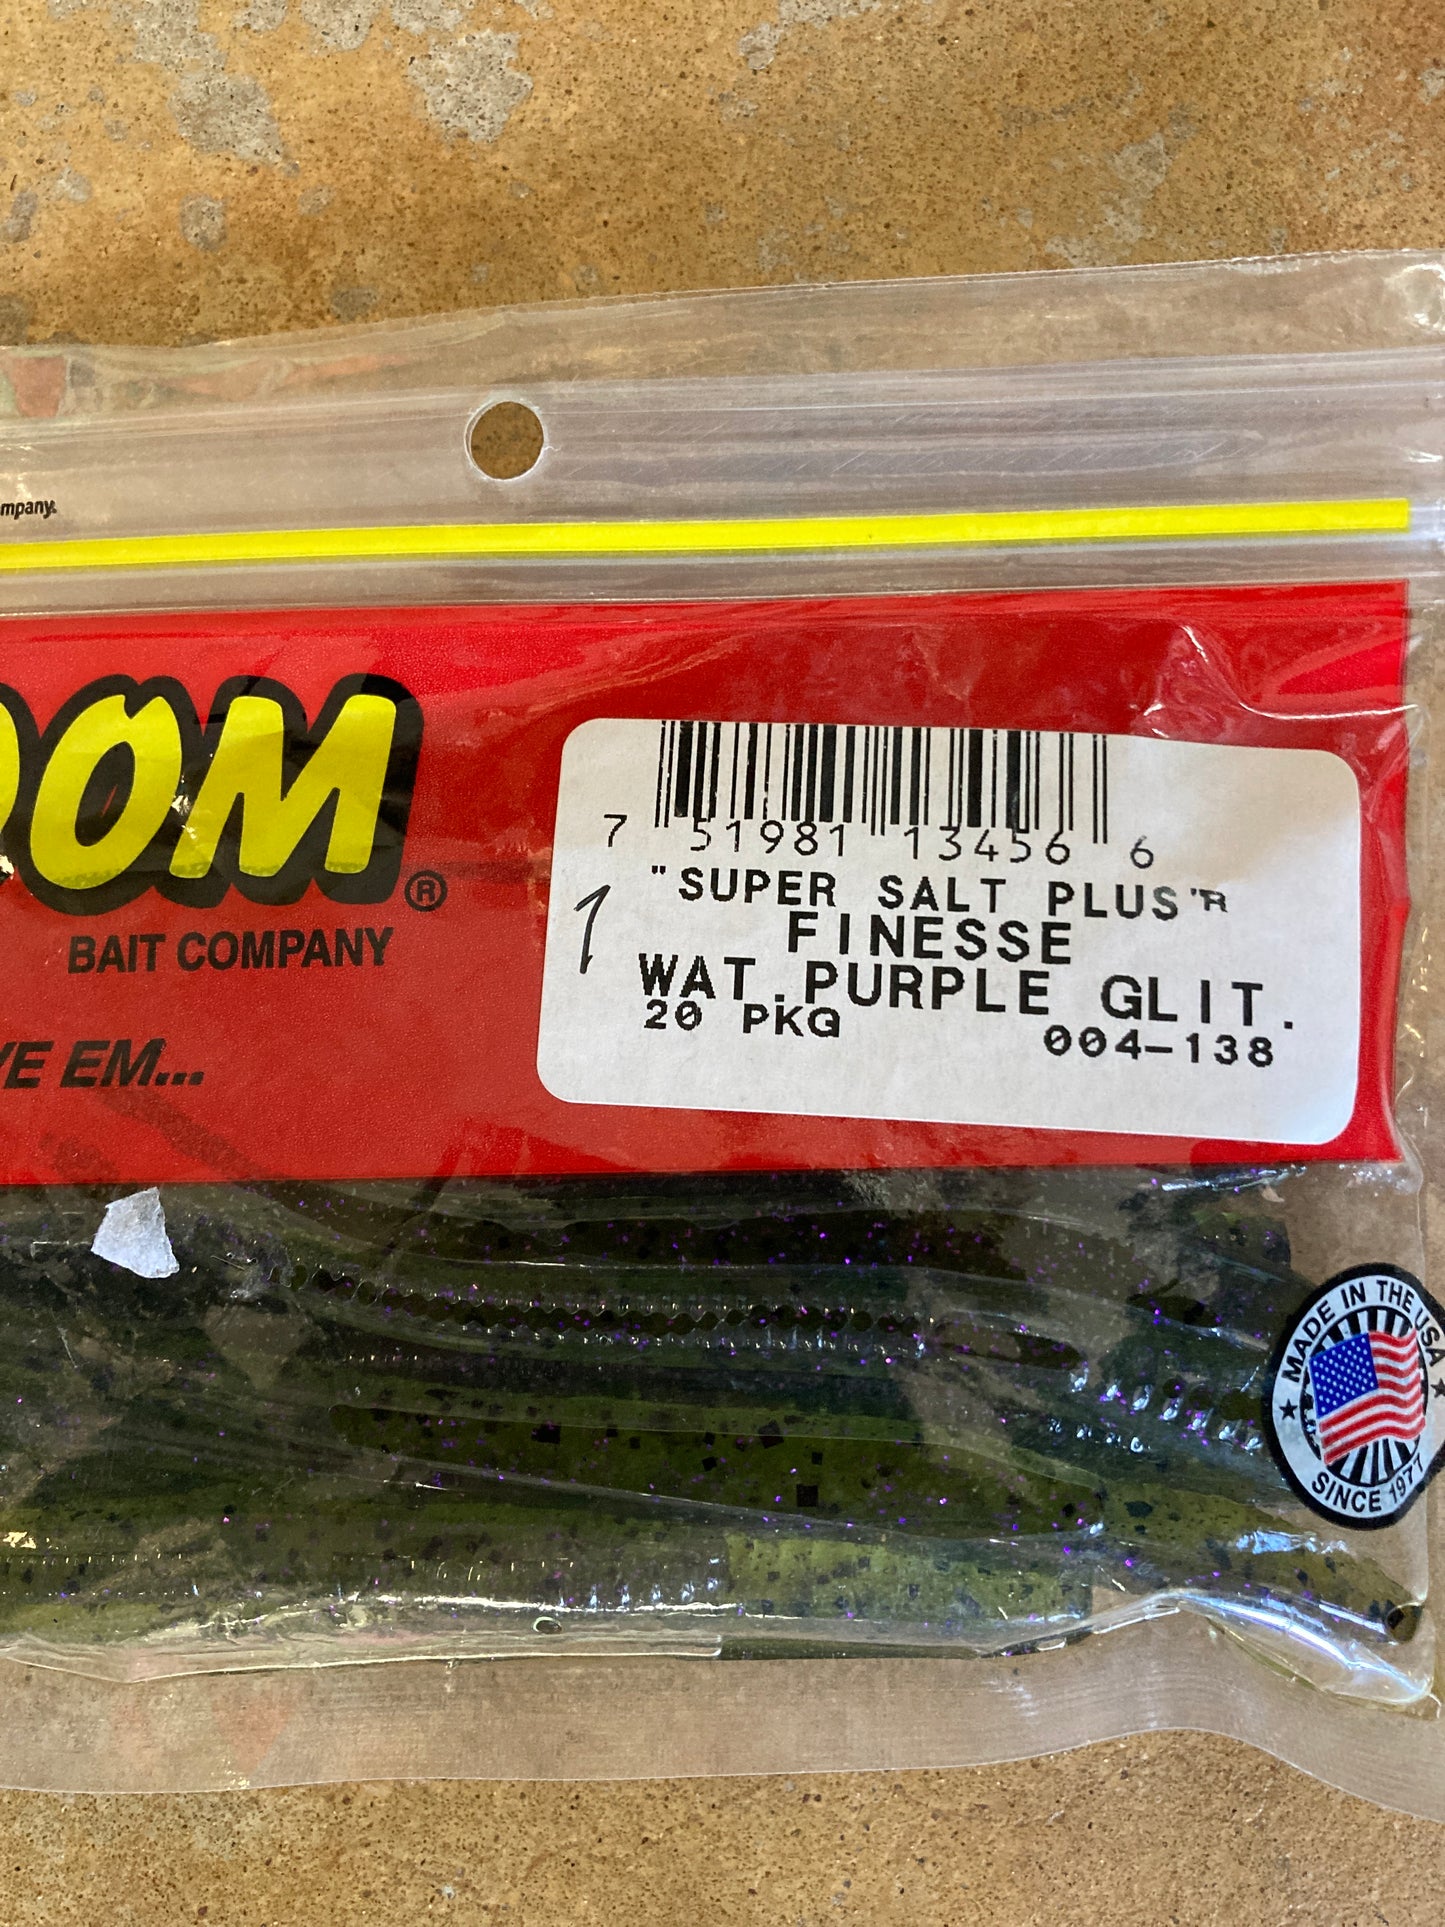 mpany.
OOM®
BAIT COMPANY
VE EM...
7 51981 13456 6
"SUPER SALT PLUS"R
1 FINESSE
WAT.PURPLE GLIT.
20 PKG 004-138
MADE IN THE USA
SINCE 1977